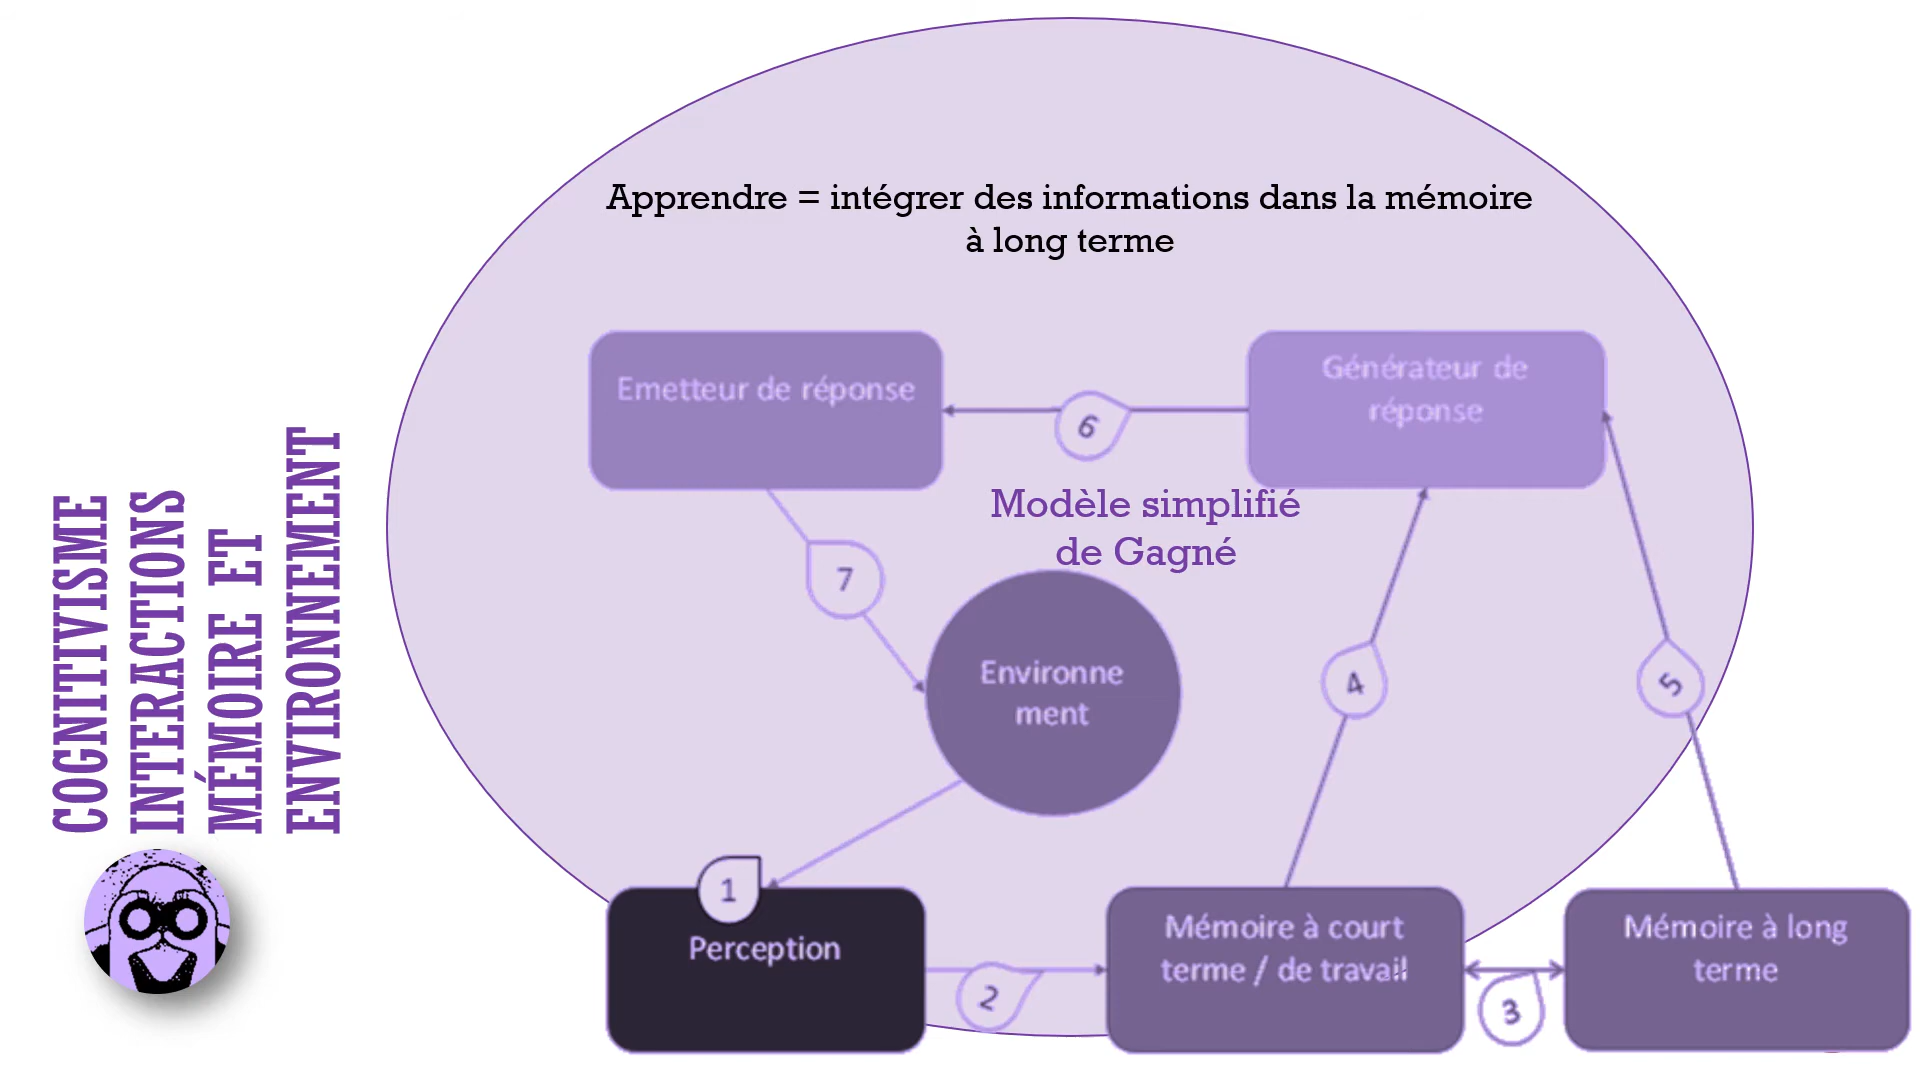 COGNITIVISME
INTERACTIONS
MÉMOIRE ET
ENVIRONNEMENT
Apprendre = intégrer des informations dans la mémoire
à long terme
Emetteur de réponse
6
Générateur de
réponse
Modèle simplifié
de Gagné
7
Environne
ment
4
5
1
Perception
2
Mémoire à court
terme / de travail
3
Mémoire à long
terme